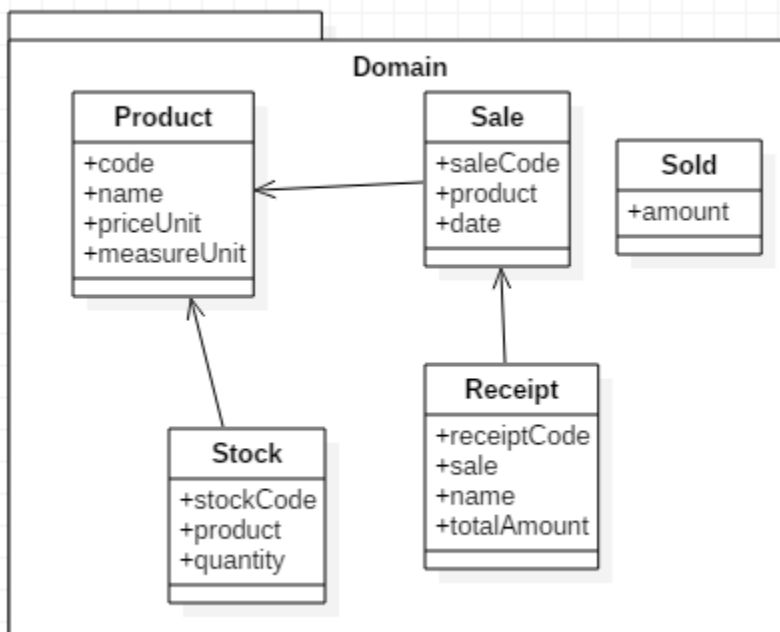 Domain
Product
+code
+name
+priceUnit
+measureUnit
Sale
+saleCode
+product
+date
Sold
+amount
Stock
+stockCode
+product
+quantity
Receipt
+receiptCode
+sale
+name
+totalAmount